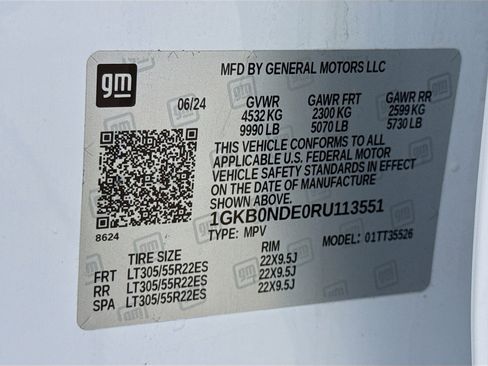 gm
MFD BY GENERAL MOTORS LLC
06/24 GVWR GAWR FRT GAWR RR
4532 KG 2300 KG 2599 KG
9990 LB 5070 LB 5730 LB
THIS VEHICLE CONFORMS TO ALL
APPLICABLE U.S. FEDERAL MOTOR
VEHICLE SAFETY STANDARDS IN EFFECT
ON THE DATE OF MANUFACTURE
SHOWN ABOVE.
1GKB0NDE0RU113551
8624 TYPE: MPV MODEL: 01TT35526
TIRE SIZE RIM
FRT LT305/55R22ES 22X9.5J
RR LT305/55R22ES 22X9.5J
SPA LT305/55R22ES 22X9.5J